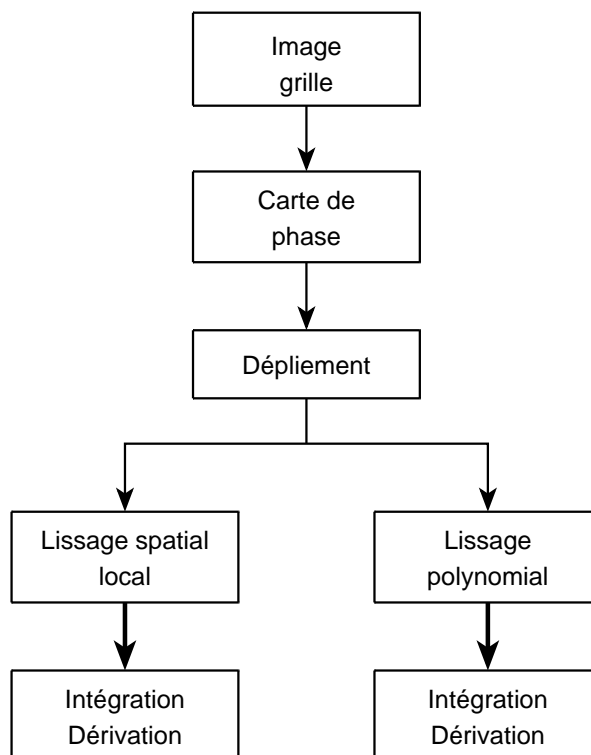 Image
grille
Carte de
phase
Dépliement
Lissage spatial
local
Lissage
polynomial
Intégration
Dérivation
Intégration
Dérivation